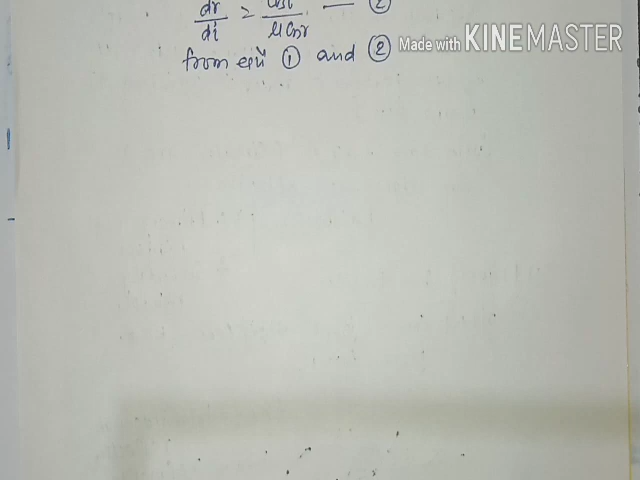 dr/di = cos i/μ cos r — ②
from eqn ① and ②
Made with KINEMASTER